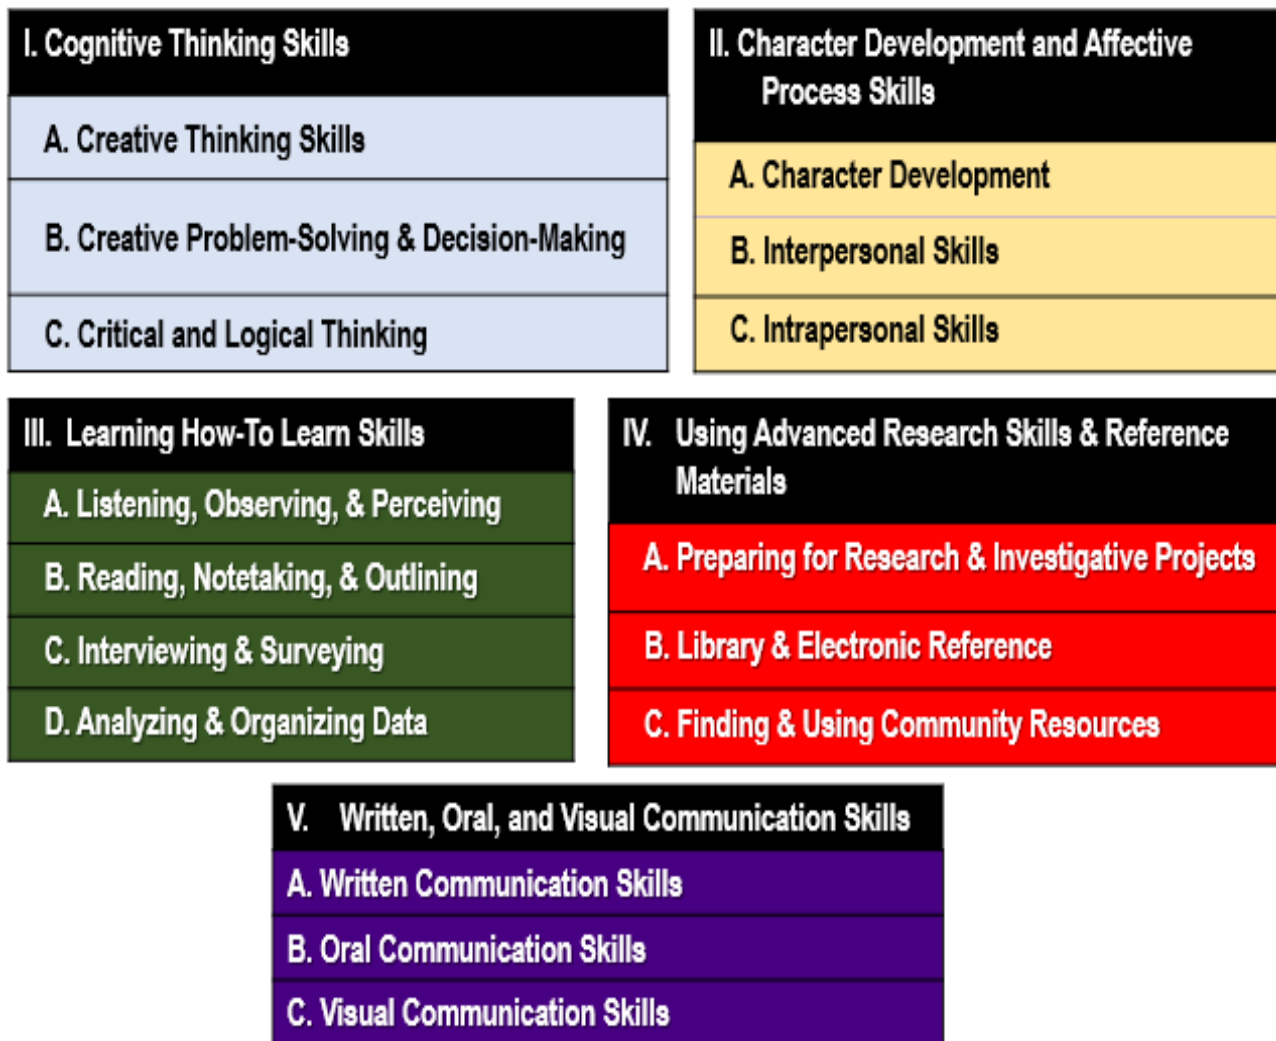 I. Cognitive Thinking Skills
A. Creative Thinking Skills
B. Creative Problem-Solving & Decision-Making
C. Critical and Logical Thinking
II. Character Development and Affective
Process Skills
A. Character Development
B. Interpersonal Skills
C. Intrapersonal Skills
III. Learning How-To Learn Skills
A. Listening, Observing, & Perceiving
B. Reading, Notetaking, & Outlining
C. Interviewing & Surveying
D. Analyzing & Organizing Data
IV. Using Advanced Research Skills & Reference
Materials
A. Preparing for Research & Investigative Projects
B. Library & Electronic Reference
C. Finding & Using Community Resources
V. Written, Oral, and Visual Communication Skills
A. Written Communication Skills
B. Oral Communication Skills
C. Visual Communication Skills